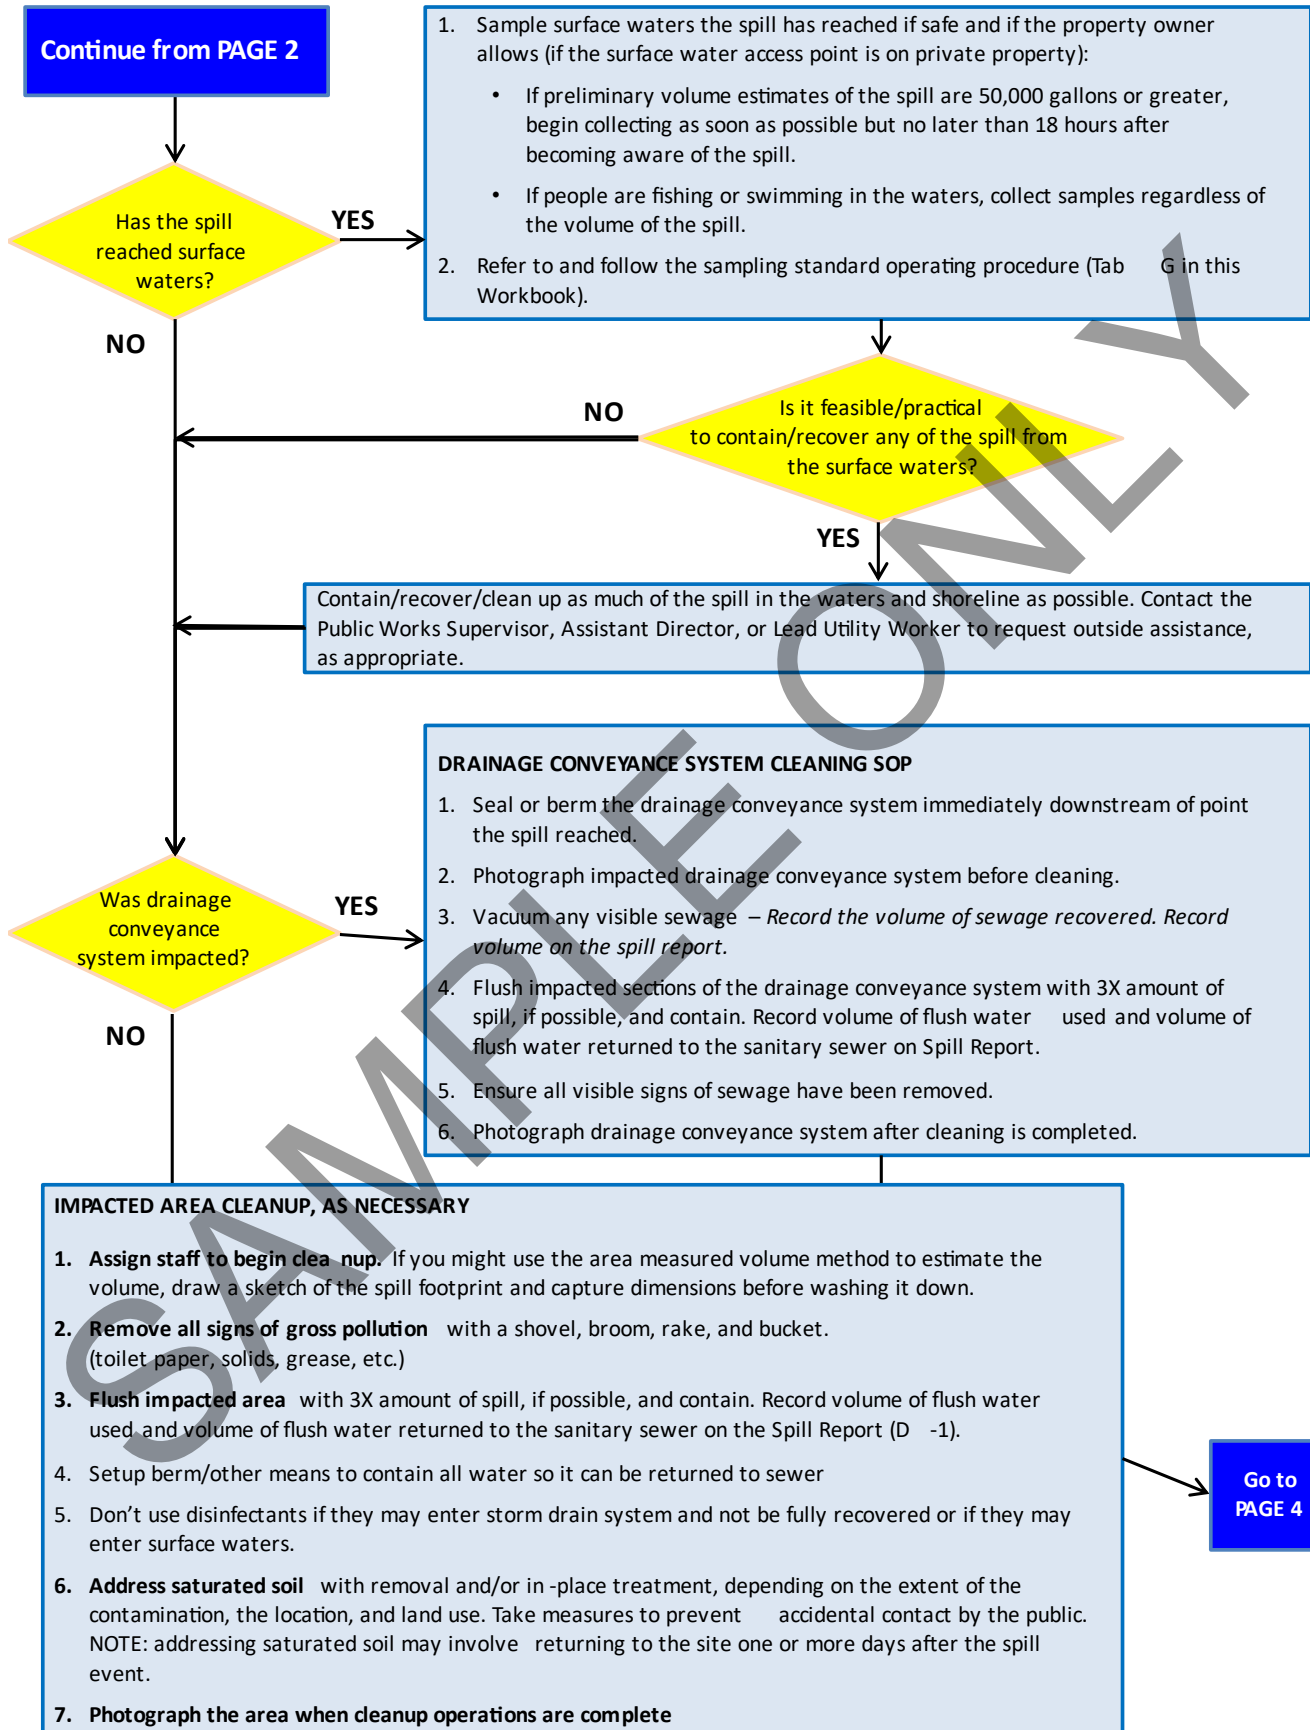 Continue from PAGE 2
1. Sample surface waters the spill has reached if safe and if the property owner
allows (if the surface water access point is on private property):
• If preliminary volume estimates of the spill are 50,000 gallons or greater,
begin collecting as soon as possible but no later than 18 hours after
becoming aware of the spill.
• If people are fishing or swimming in the waters, collect samples regardless of
the volume of the spill.
2. Refer to and follow the sampling standard operating procedure (Tab G in this
Workbook).
Has the spill
reached surface
waters?
YES
NO
Is it feasible/practical
to contain/recover any of the spill from
the surface waters?
NO
YES
Contain/recover/clean up as much of the spill in the waters and shoreline as possible. Contact the
Public Works Supervisor, Assistant Director, or Lead Utility Worker to request outside assistance,
as appropriate.
Was drainage
conveyance
system impacted?
YES
NO
DRAINAGE CONVEYANCE SYSTEM CLEANING SOP
1. Seal or berm the drainage conveyance system immediately downstream of point
the spill reached.
2. Photograph impacted drainage conveyance system before cleaning.
3. Vacuum any visible sewage – Record the volume of sewage recovered. Record
volume on the spill report.
4. Flush impacted sections of the drainage conveyance system with 3X amount of
spill, if possible, and contain. Record volume of flush water used and volume of
flush water returned to the sanitary sewer on Spill Report.
5. Ensure all visible signs of sewage have been removed.
6. Photograph drainage conveyance system after cleaning is completed.
IMPACTED AREA CLEANUP, AS NECESSARY
1. Assign staff to begin clea nup. If you might use the area measured volume method to estimate the
volume, draw a sketch of the spill footprint and capture dimensions before washing it down.
2. Remove all signs of gross pollution with a shovel, broom, rake, and bucket.
(toilet paper, solids, grease, etc.)
3. Flush impacted area with 3X amount of spill, if possible, and contain. Record volume of flush water
used and volume of flush water returned to the sanitary sewer on the Spill Report (D -1).
4. Setup berm/other means to contain all water so it can be returned to sewer
5. Don't use disinfectants if they may enter storm drain system and not be fully recovered or if they may
enter surface waters.
6. Address saturated soil with removal and/or in -place treatment, depending on the extent of the
contamination, the location, and land use. Take measures to prevent accidental contact by the public.
NOTE: addressing saturated soil may involve returning to the site one or more days after the spill
event.
7. Photograph the area when cleanup operations are complete
Go to
PAGE 4
SAMPLE ONLY